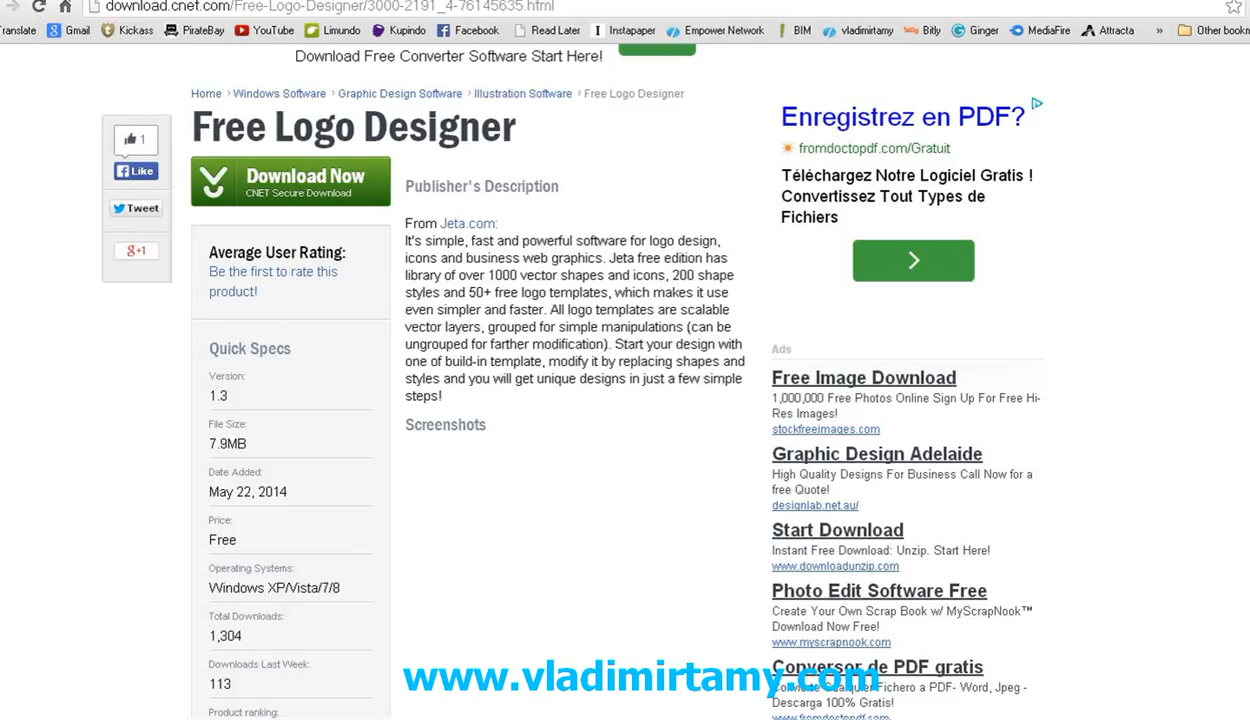 download.cnet.com/Free-Logo-Designer/3000-2191_4-76145635.html
Translate Gmail Kickass PirateBay YouTube Limundo Kupindo Facebook Read Later Instapaper Empower Network BIM vladimirtamy Bitly Ginger MediaFire Attracta » Other bookm
Download Free Converter Software Start Here!
Home › Windows Software › Graphic Design Software › Illustration Software › Free Logo Designer
Free Logo Designer
1
Like
Tweet
g+1
Download Now
CNET Secure Download
Average User Rating:
Be the first to rate this
product!
Quick Specs
Version:
1.3
File Size:
7.9MB
Date Added:
May 22, 2014
Price:
Free
Operating Systems:
Windows XP/Vista/7/8
Total Downloads:
1,304
Downloads Last Week:
113
Product ranking:
Publisher's Description
From Jeta.com:
It's simple, fast and powerful software for logo design,
icons and business web graphics. Jeta free edition has
library of over 1000 vector shapes and icons, 200 shape
styles and 50+ free logo templates, which makes it use
even simpler and faster. All logo templates are scalable
vector layers, grouped for simple manipulations (can be
ungrouped for farther modification). Start your design with
one of build-in template, modify it by replacing shapes and
styles and you will get unique designs in just a few simple
steps!
Screenshots
Enregistrez en PDF?
fromdoctopdf.com/Gratuit
Téléchargez Notre Logiciel Gratis !
Convertissez Tout Types de
Fichiers
Ads
Free Image Download
1,000,000 Free Photos Online Sign Up For Free Hi-
Res Images!
stockfreeimages.com
Graphic Design Adelaide
High Quality Designs For Business Call Now for a
free Quote!
designlab.net.au/
Start Download
Instant Free Download: Unzip. Start Here!
www.downloadunzip.com
Photo Edit Software Free
Create Your Own Scrap Book w/ MyScrapNook™
Download Now Free!
www.myscrapnook.com
Conversor de PDF gratis
Fichero a PDF- Word, Jpeg -
Descarga 100% Gratis!
www.fromdoctopdf.com
www.vladimirtamy.com